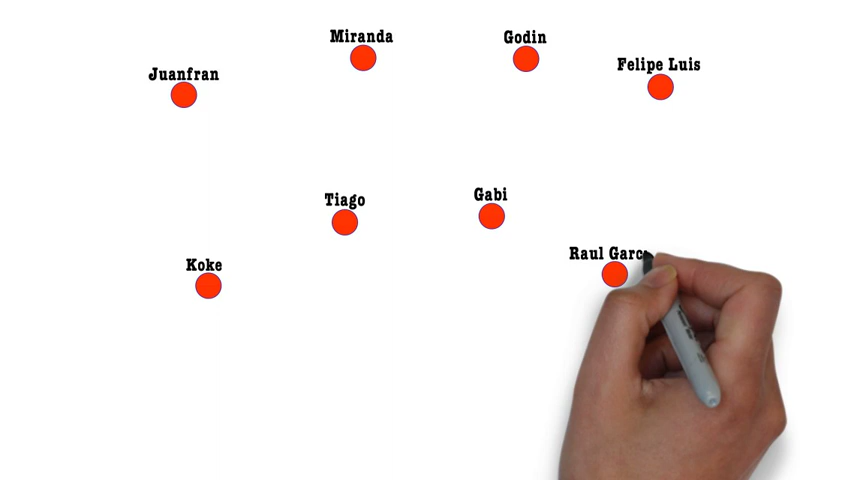 Miranda
Godin
Felipe Luis
Juanfran
Gabi
Tiago
Raul Garc
Koke